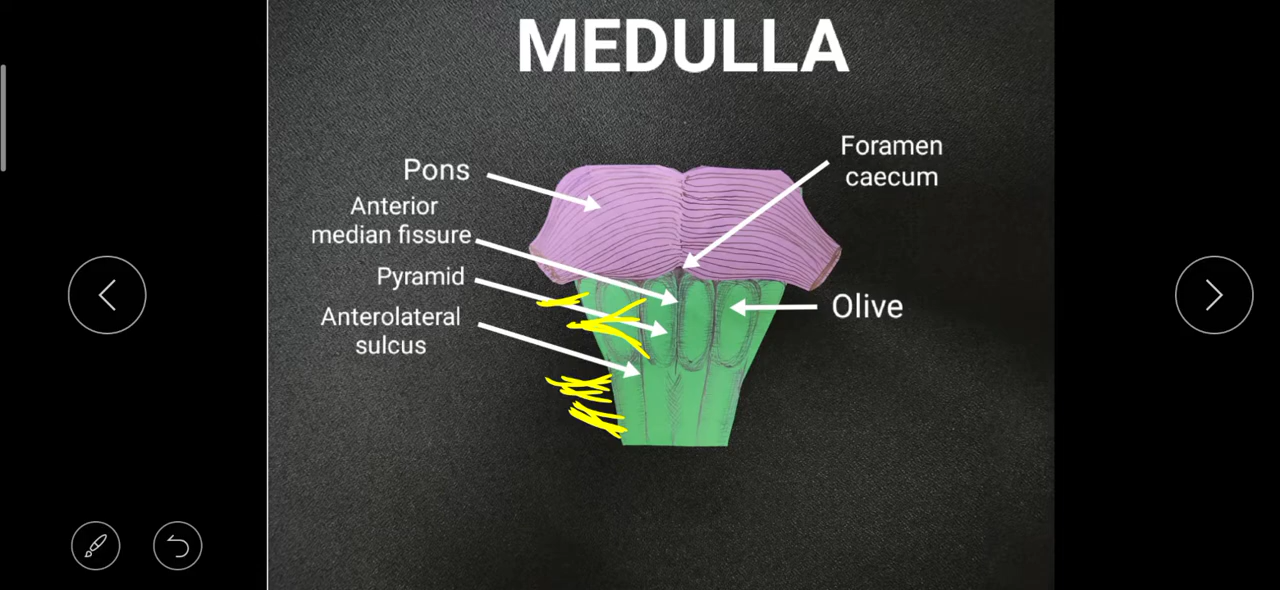 MEDULLA
Pons
Anterior
median fissure
Pyramid
Anterolateral
sulcus
Foramen
caecum
Olive